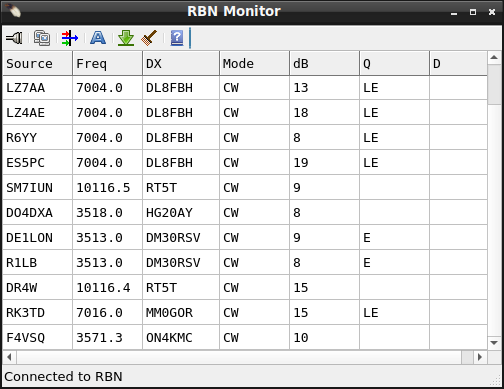 RBN Monitor
Source Freq DX Mode dB Q D
LZ7AA 7004.0 DL8FBH CW 13 LE
LZ4AE 7004.0 DL8FBH CW 18 LE
R6YY 7004.0 DL8FBH CW 8 LE
ES5PC 7004.0 DL8FBH CW 19 LE
SM7IUN 10116.5 RT5T CW 9
DO4DXA 3518.0 HG20AY CW 8
DE1LON 3513.0 DM30RSV CW 9 E
R1LB 3513.0 DM30RSV CW 8 E
DR4W 10116.4 RT5T CW 15
RK3TD 7016.0 MM0GOR CW 15 LE
F4VSQ 3571.3 ON4KMC CW 10
Connected to RBN